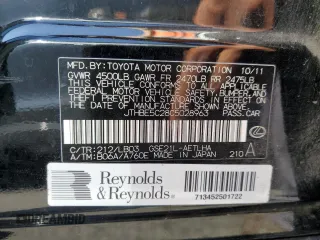 MFD.BY: TOYOTA MOTOR CORPORATION 10/11
GVWR 4500LB GAWR FR 2470LB RR 2475LB
THIS VEHICLE CONFORMS TO ALL APPLICABLE
FEDERAL MOTOR VEHICLE SAFETY, BUMPER, AND
THEFT PREVENTION STANDARDS IN EFFECT ON
THE DATE OF MANUFACTURE SHOWN ABOVE.
JTHBE5C28C5028963 PASS. CAR
C/TR:212/LB03 GSE21L-AETLHA
A/TM:B06A/A760E MADE IN JAPAN 210 A
Reynolds
& Reynolds®
713452501722